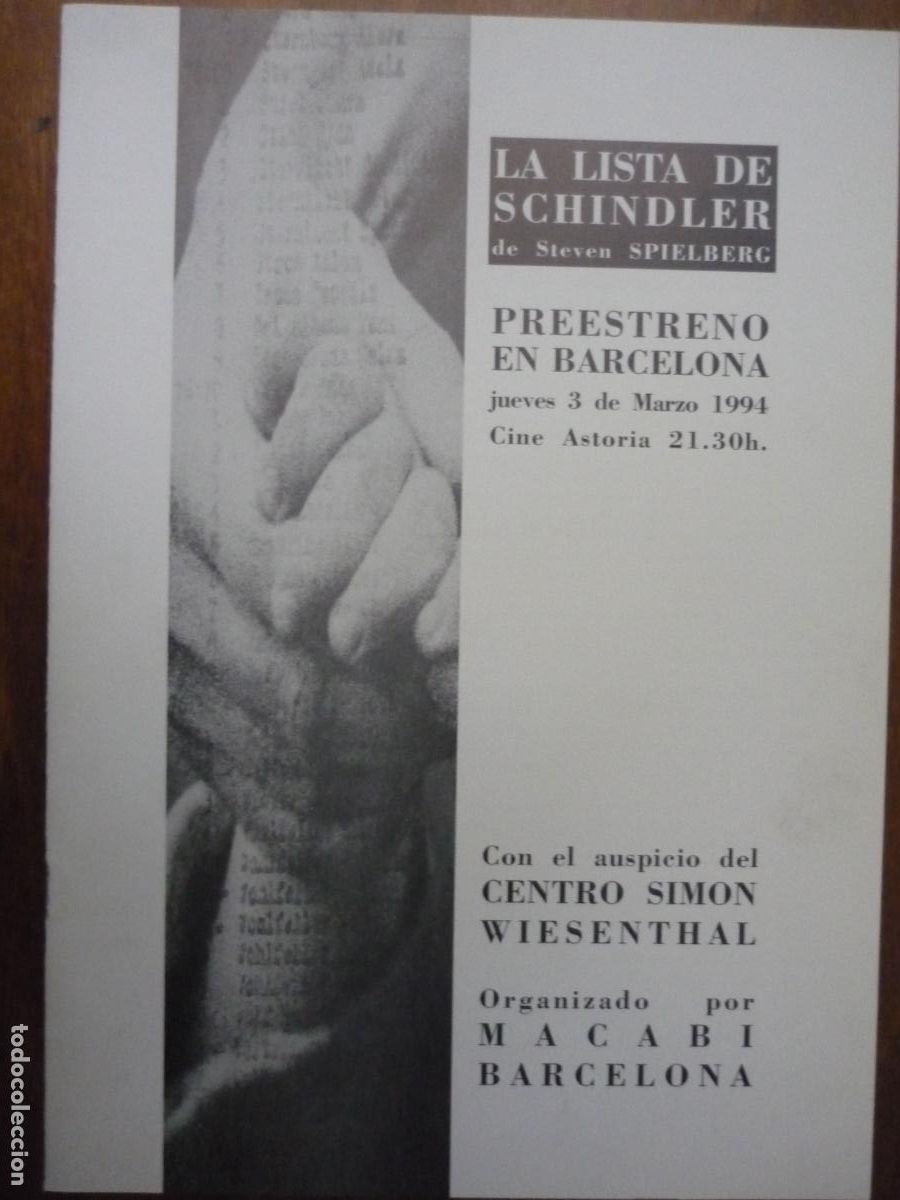 LA LISTA DE
SCHINDLER
de Steven SPIELBERG
PREESTRENO
EN BARCELONA
jueves 3 de Marzo 1994
Cine Astoria 21.30h.
Con el auspicio del
CENTRO SIMON
WIESENTHAL
Organizado por
MACABI
BARCELONA
todocoleccion